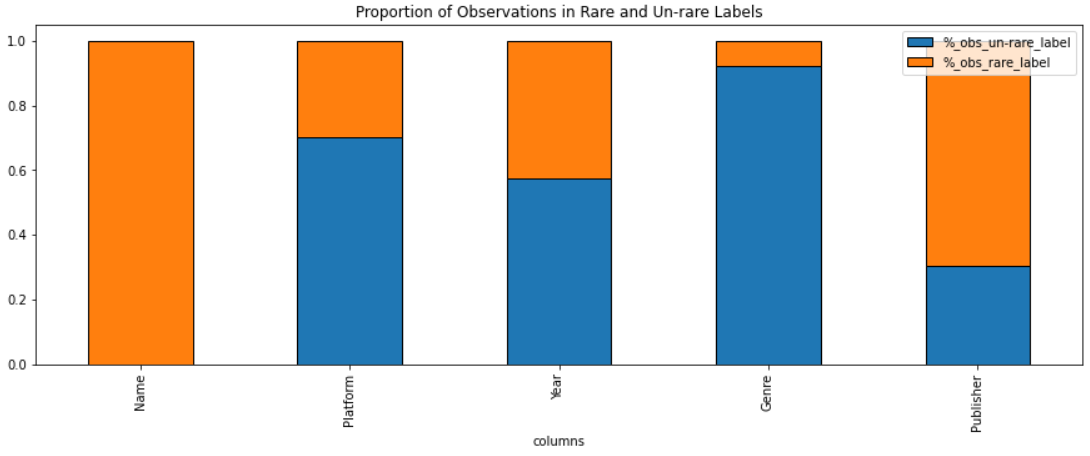 Proportion of Observations in Rare and Un-rare Labels
%_obs_un-rare_label
%_obs_rare_label
1.0
0.8
0.6
0.4
0.2
0.0
Name
Platform
Year
Genre
Publisher
columns